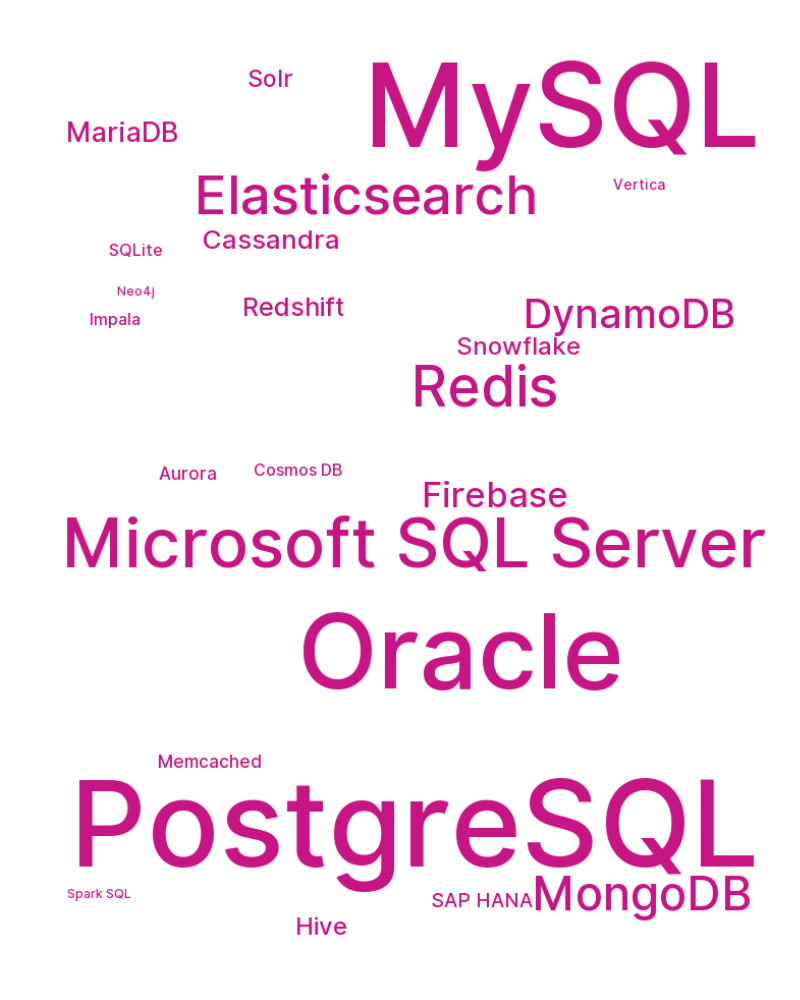 Solr
MySQL
MariaDB
Elasticsearch
Vertica
Cassandra
SQLite
Neo4j
Redshift
DynamoDB
Impala
Snowflake
Redis
Aurora
Cosmos DB
Firebase
Microsoft SQL Server
Oracle
Memcached
PostgreSQL
Spark SQL
SAP HANA
MongoDB
Hive